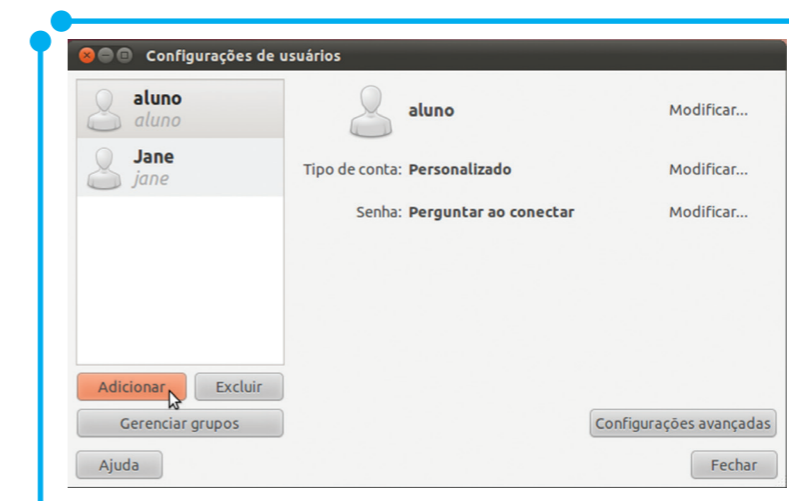 Configurações de usuários
aluno
aluno
Jane
jane
aluno Modificar...
Tipo de conta: Personalizado Modificar...
Senha: Perguntar ao conectar Modificar...
Adicionar Excluir
Gerenciar grupos Configurações avançadas
Ajuda Fechar